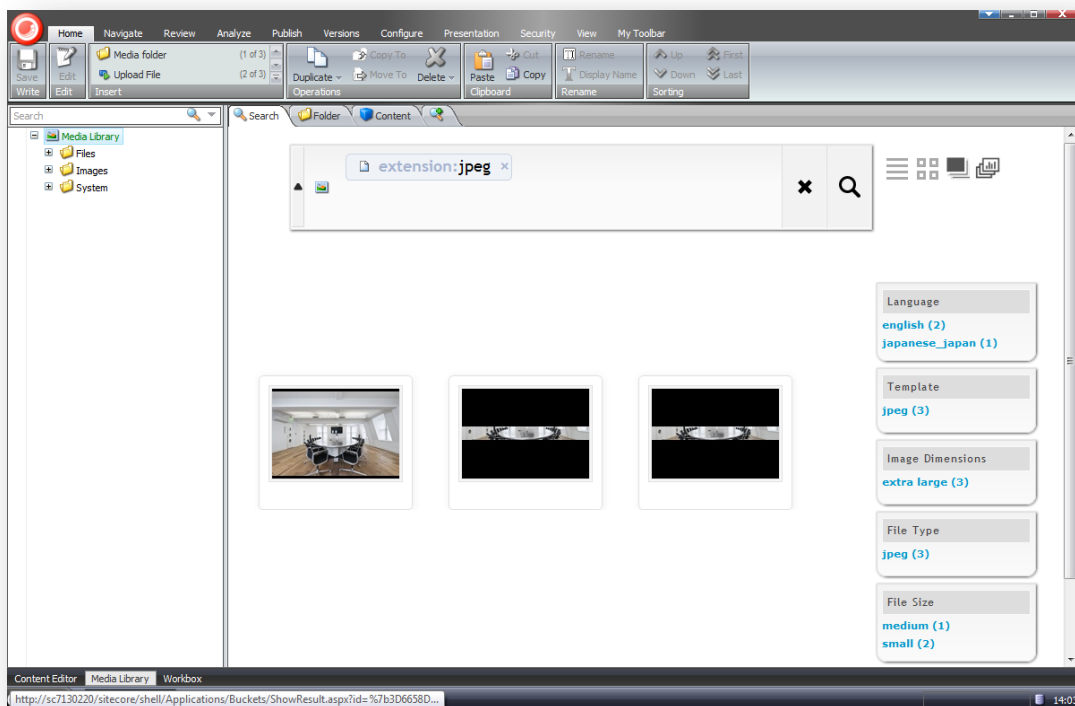 Home Navigate Review Analyze Publish Versions Configure Presentation Security View My Toolbar
Save
Write
Edit
Edit
Media folder (1 of 3)
Upload File (2 of 3)
Insert
Duplicate
Copy To
Move To
Delete
Operations
Paste
Cut
Copy
Clipboard
Rename
Display Name
Rename
Up First
Down Last
Sorting
Search
Media Library
Files
Images
System
Search Folder Content
extension:jpeg ×
Language
english (2)
japanese_japan (1)
Template
jpeg (3)
Image Dimensions
extra large (3)
File Type
jpeg (3)
File Size
medium (1)
small (2)
Content Editor Media Library Workbox
http://sc7130220/sitecore/shell/Applications/Buckets/ShowResult.aspx?id=%7b3D6658D...
14:03